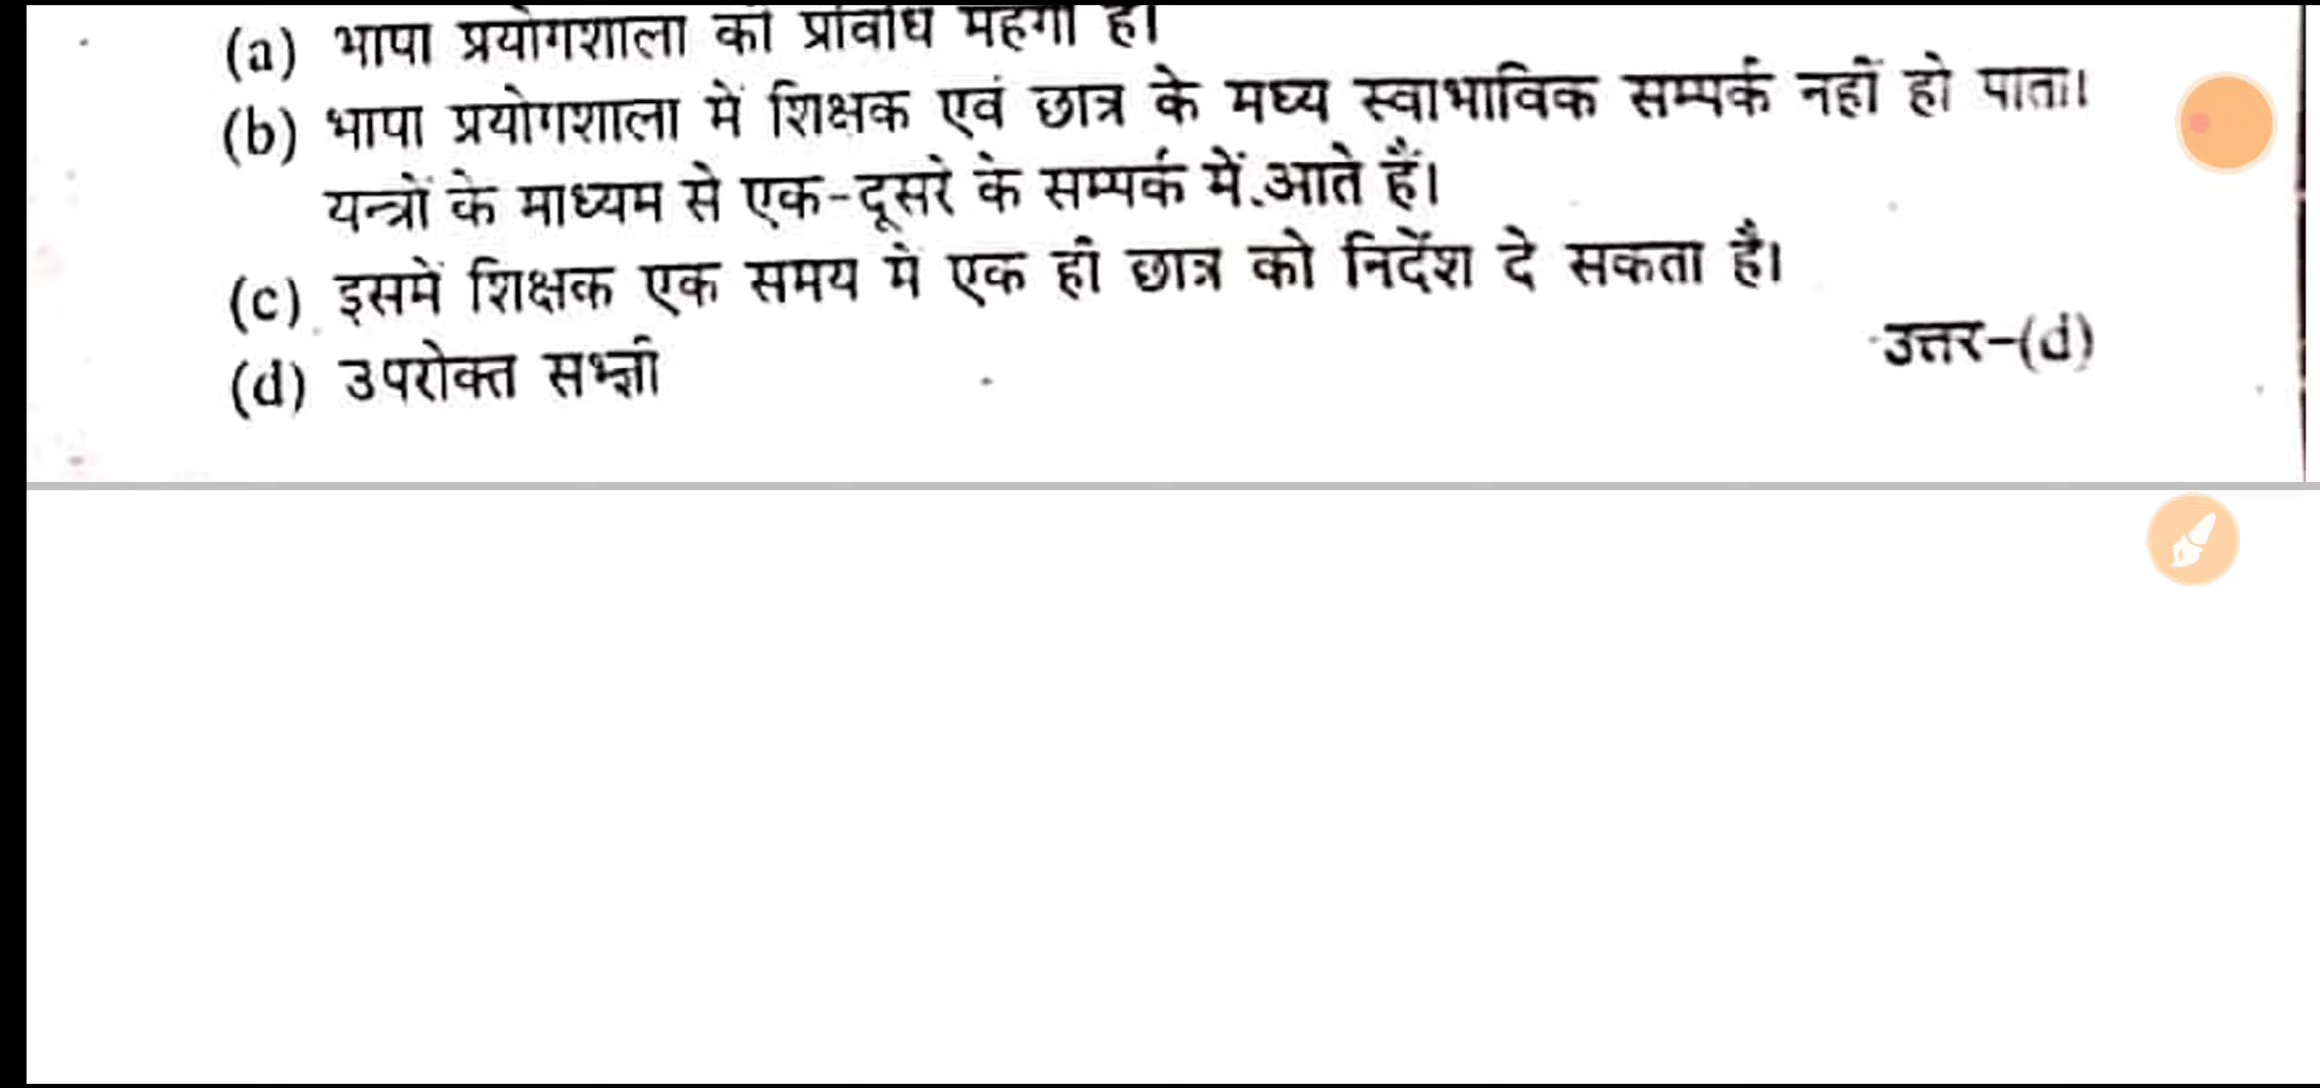 (a) भाषा प्रयोगशाला की प्रविधि महंगी है।
(b) भाषा प्रयोगशाला में शिक्षक एवं छात्र के मध्य स्वाभाविक सम्पर्क नहीं हो पाता।
यन्त्रों के माध्यम से एक-दूसरे के सम्पर्क में आते हैं।
(c) इसमें शिक्षक एक समय में एक ही छात्र को निर्देश दे सकता है।
(d) उपरोक्त सभी
उत्तर-(d)